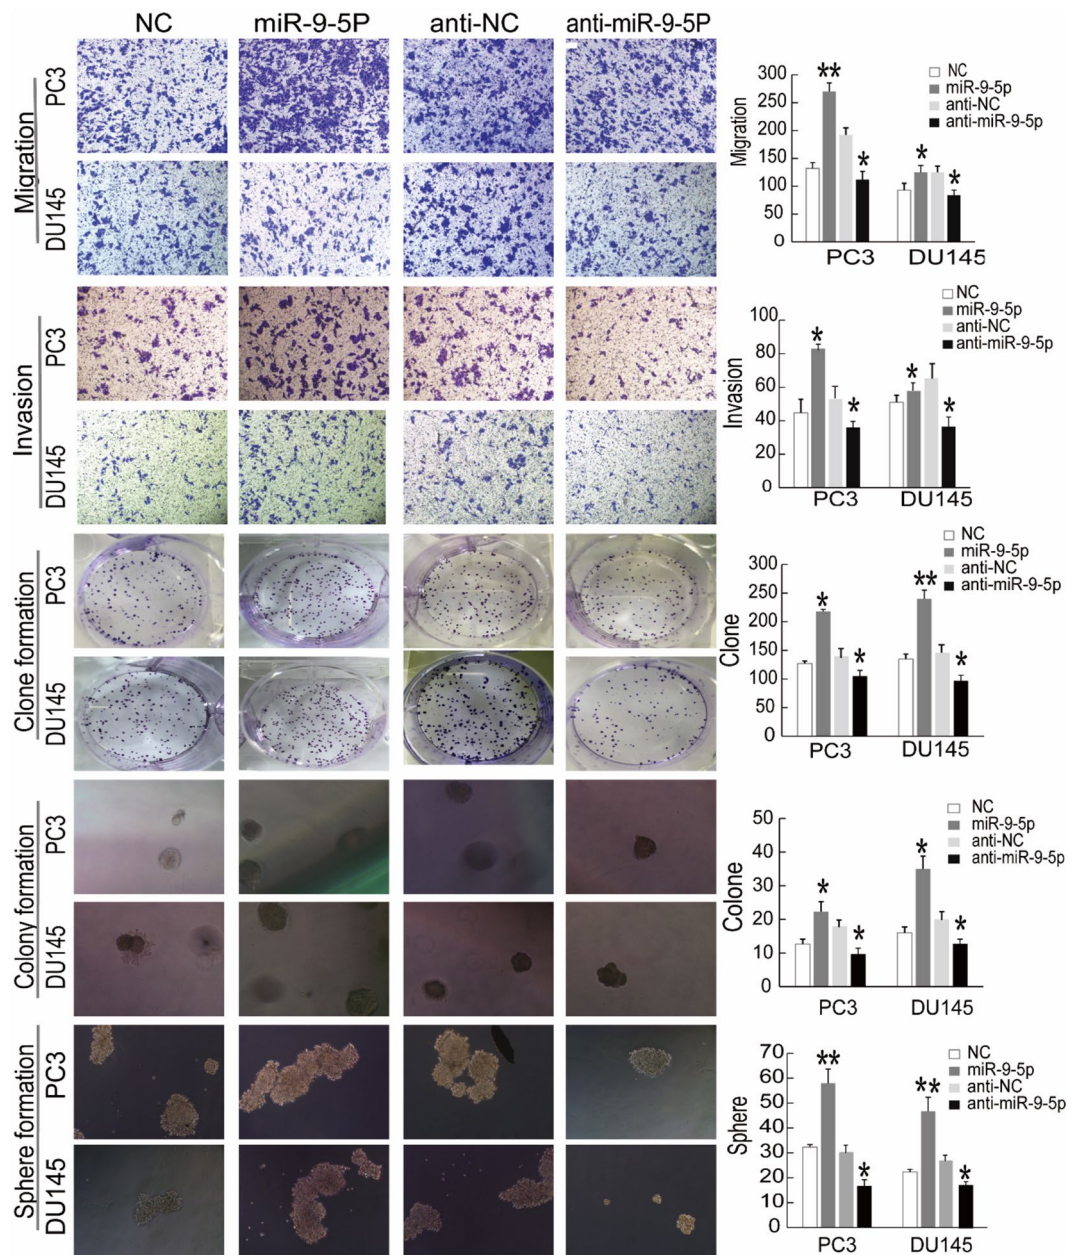 NC miR-9-5P anti-NC anti-miR-9-5P
Migration
PC3
DU145
NC
miR-9-5p
anti-NC
anti-miR-9-5p
Migration
300
250
200
150
100
50
0
** * * *
PC3 DU145
Invasion
PC3
DU145
NC
miR-9-5p
anti-NC
anti-miR-9-5p
Invasion
100
80
60
40
20
0
* * * *
PC3 DU145
Clone formation
PC3
DU145
NC
miR-9-5p
anti-NC
anti-miR-9-5p
Clone
300
250
200
150
100
50
0
* * ** *
PC3 DU145
Colony formation
PC3
DU145
NC
miR-9-5p
anti-NC
anti-miR-9-5p
Colone
50
40
30
20
10
0
* * * *
PC3 DU145
Sphere formation
PC3
DU145
NC
miR-9-5p
anti-NC
anti-miR-9-5p
Sphere
70
60
50
40
30
20
10
0
** * ** *
PC3 DU145